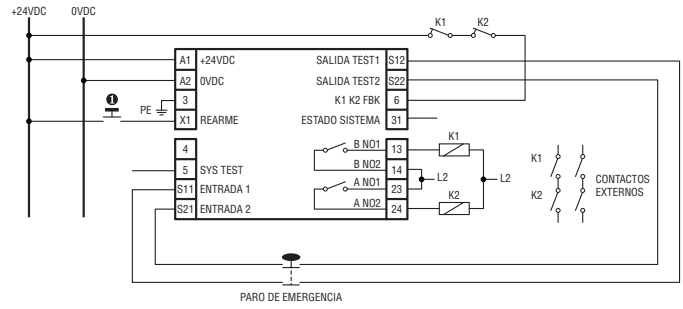 +24VDC 0VDC
K1 K2
A1 +24VDC SALIDA TEST1 S12
A2 0VDC SALIDA TEST2 S22
1
PE 3 K1 K2 FBK 6
X1 REARME ESTADO SISTEMA 31
4 B NO1 13 K1
5 SYS TEST B NO2 14 L2 L2
S11 ENTRADA 1 A NO1 23
S21 ENTRADA 2 A NO2 24 K2
K1 CONTACTOS
K2 EXTERNOS
PARO DE EMERGENCIA